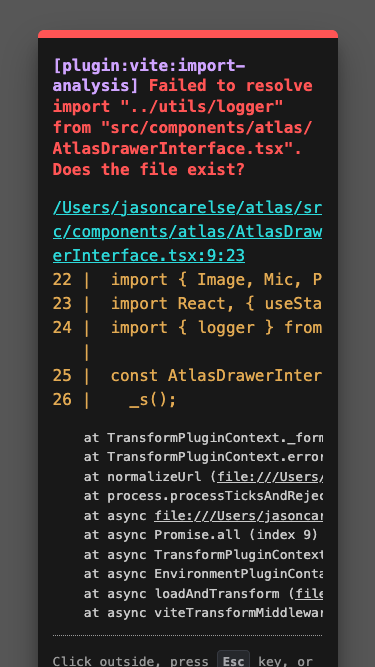 [plugin:vite:import-
analysis] Failed to resolve
import "../utils/logger"
from "src/components/atlas/
AtlasDrawerInterface.tsx".
Does the file exist?
/Users/jasoncarelse/atlas/sr
c/components/atlas/AtlasDraw
erInterface.tsx:9:23
22 |  import { Image, Mic, P
23 |  import React, { useSta
24 |  import { logger } from
   |
25 |  const AtlasDrawerInter
26 |    _s();
at TransformPluginContext._form
at TransformPluginContext.error
at normalizeUrl (file:///Users/
at process.processTicksAndRejec
at async file:///Users/jasoncar
at async Promise.all (index 9)
at async TransformPluginContext
at async EnvironmentPluginConta
at async loadAndTransform (file
at async viteTransformMiddlewar
Click outside, press Esc key, or